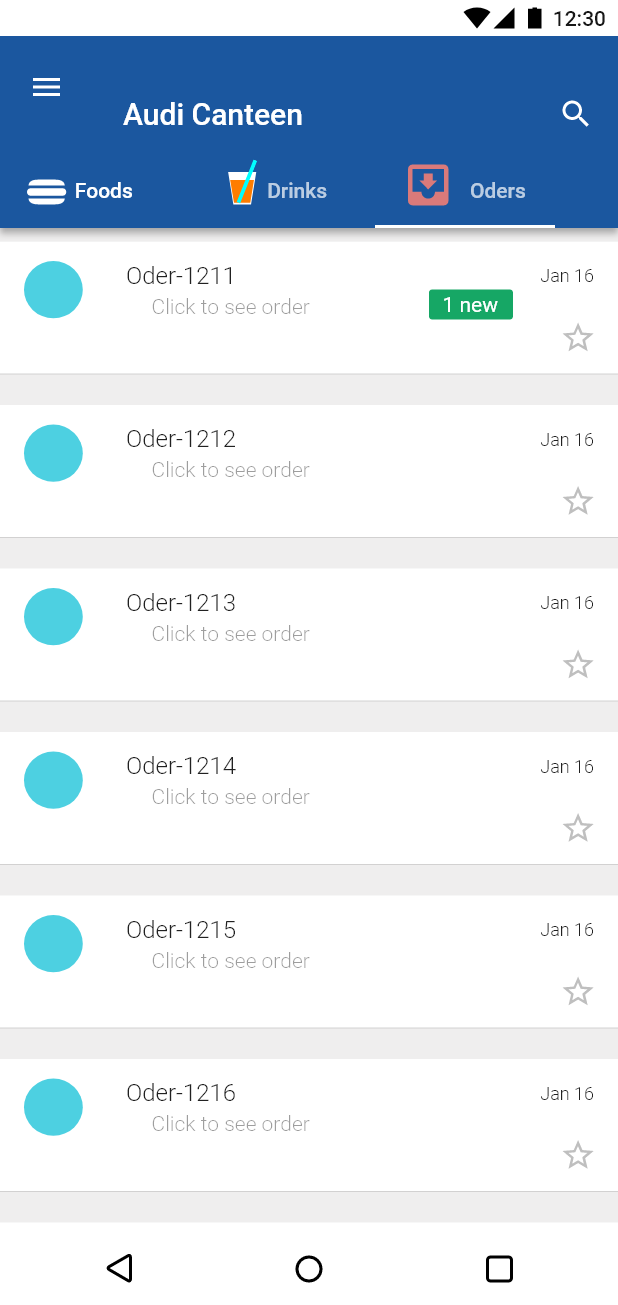 12:30
Audi Canteen
Foods
Drinks
Oders
Oder-1211
Jan 16
Click to see order
1 new
Oder-1212
Jan 16
Click to see order
Oder-1213
Jan 16
Click to see order
Oder-1214
Jan 16
Click to see order
Oder-1215
Jan 16
Click to see order
Oder-1216
Jan 16
Click to see order